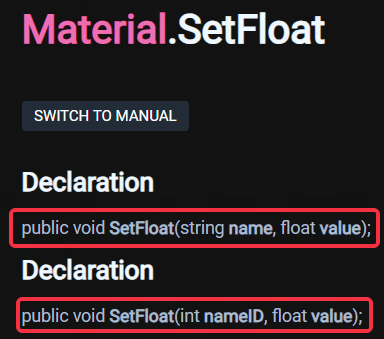 Material.SetFloat
SWITCH TO MANUAL
Declaration
public void SetFloat(string name, float value);
Declaration
public void SetFloat(int nameID, float value);